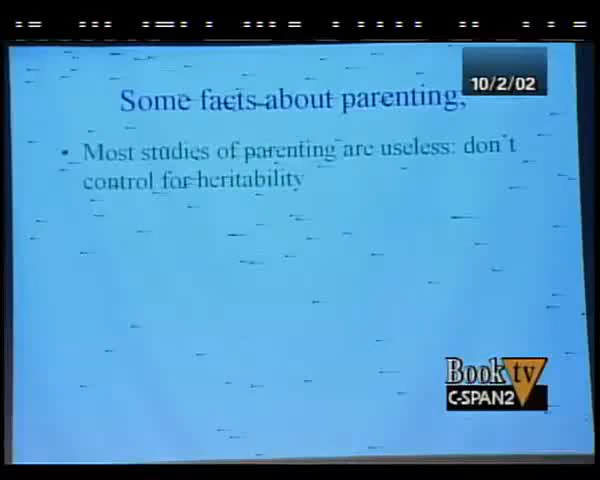 10/2/02
Some facts about parenting,
• Most studies of parenting are useless: don't
control for heritability
Book tv
C-SPAN2